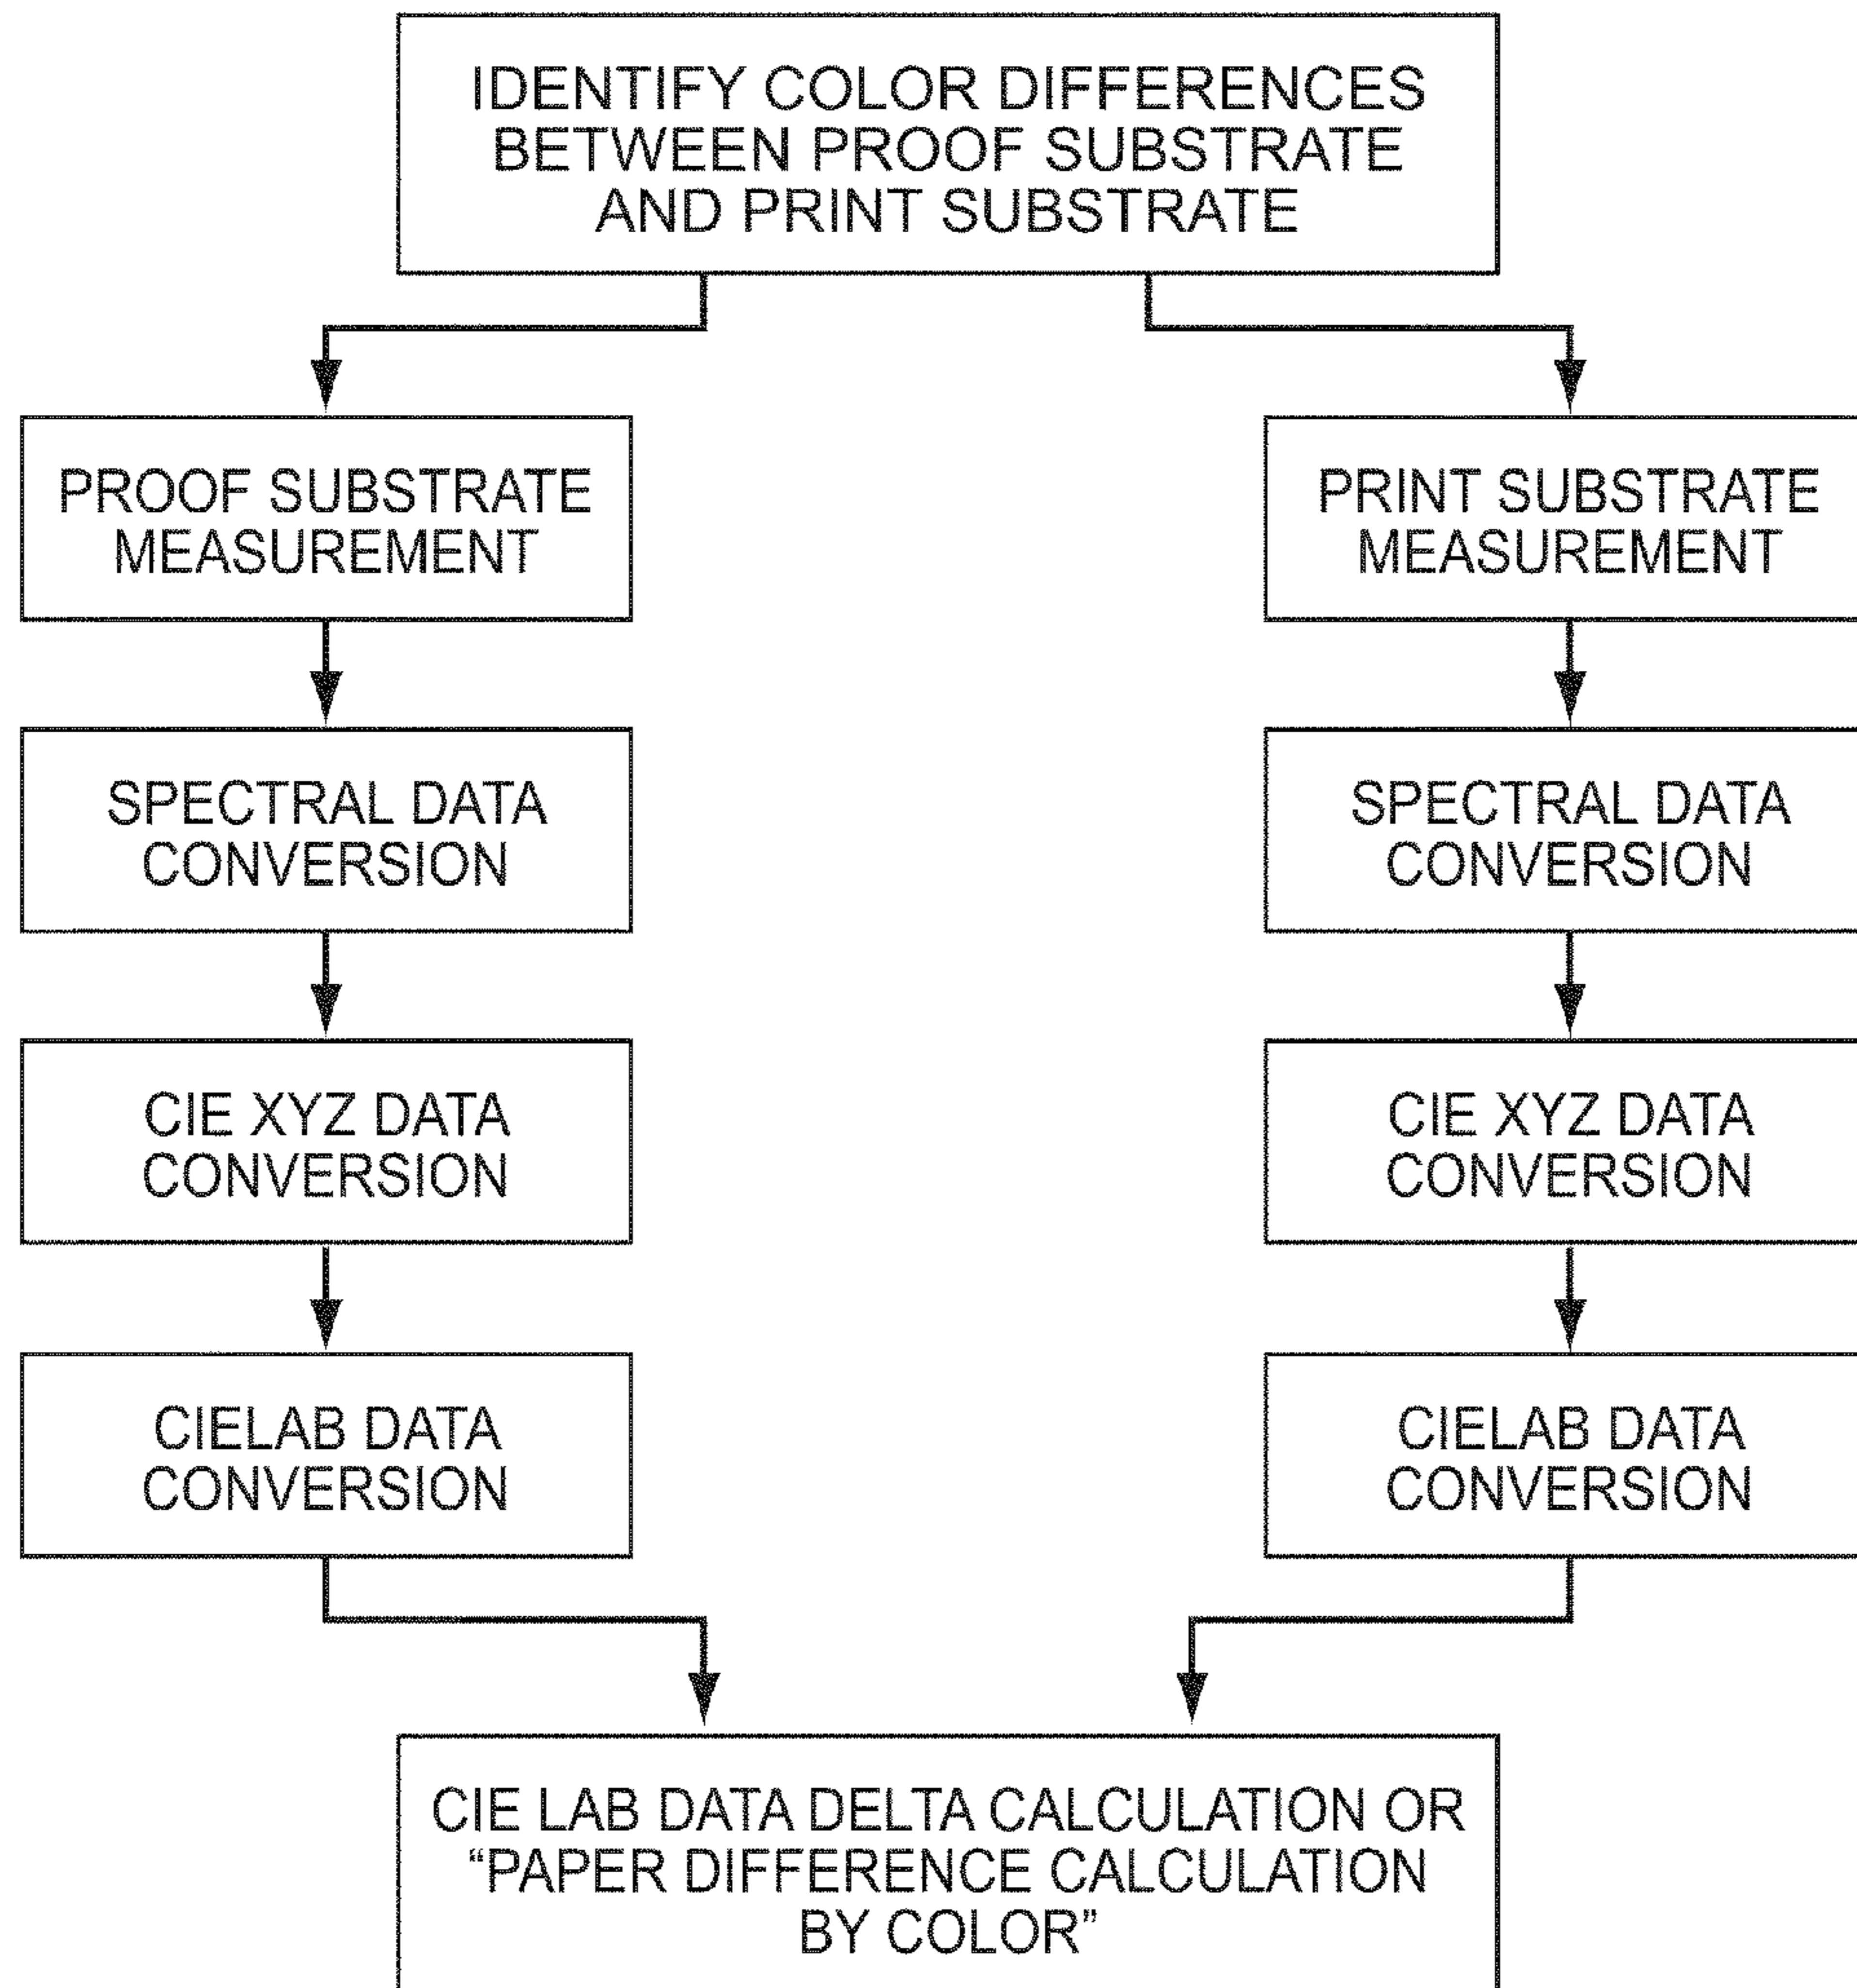 IDENTIFY COLOR DIFFERENCES
BETWEEN PROOF SUBSTRATE
AND PRINT SUBSTRATE
PROOF SUBSTRATE
MEASUREMENT
PRINT SUBSTRATE
MEASUREMENT
SPECTRAL DATA
CONVERSION
SPECTRAL DATA
CONVERSION
CIE XYZ DATA
CONVERSION
CIE XYZ DATA
CONVERSION
CIELAB DATA
CONVERSION
CIELAB DATA
CONVERSION
CIE LAB DATA DELTA CALCULATION OR
“PAPER DIFFERENCE CALCULATION
BY COLOR”